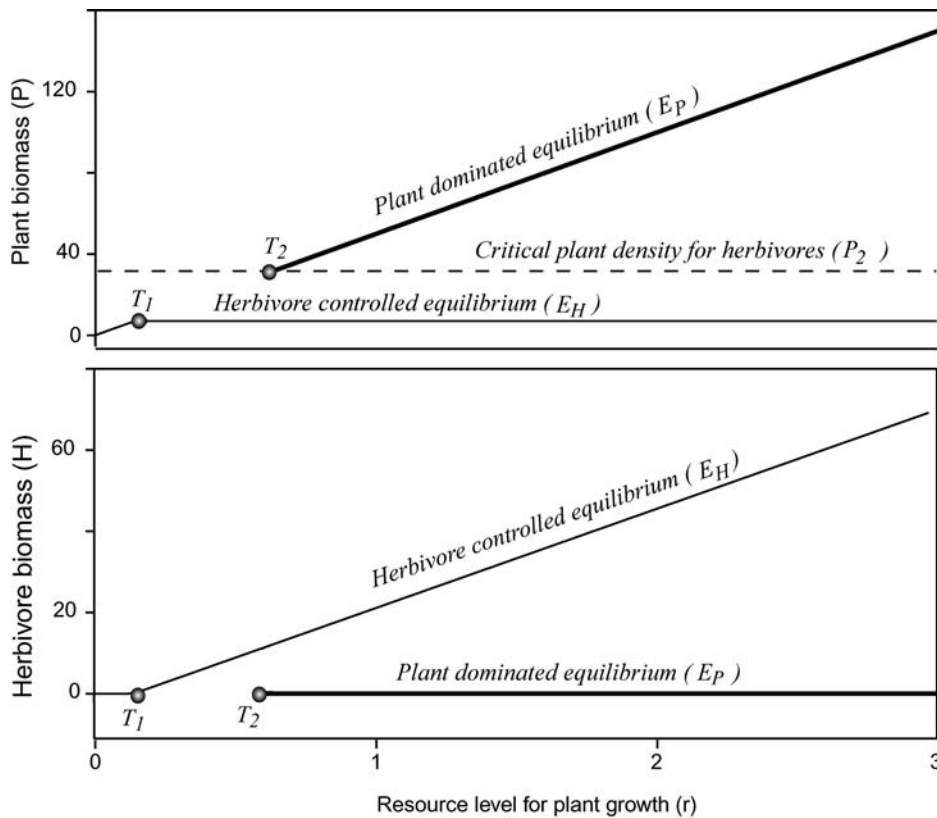 Plant biomass (P)
120
40
0
Plant dominated equilibrium ( E_P )
T_2
Critical plant density for herbivores ( P_2 )
T_1
Herbivore controlled equilibrium ( E_H )
Herbivore biomass (H)
60
20
0
Herbivore controlled equilibrium ( E_H )
Plant dominated equilibrium ( E_P )
T_1
T_2
0
1
2
3
Resource level for plant growth (r)